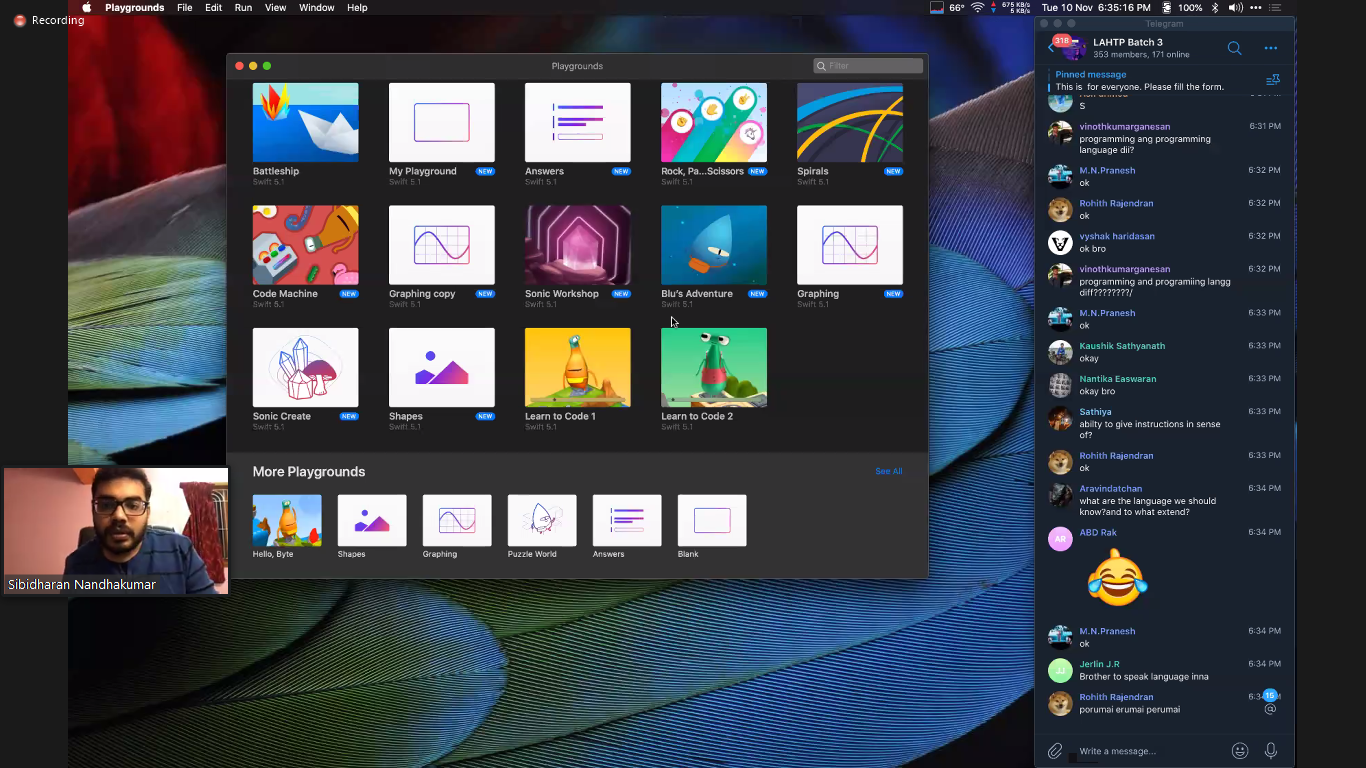 Recording
Playgrounds File Edit View Run Window Help
66° 675 KB/s 5 KB/s 100% Tue 10 Nov 6:35:16 PM
Playgrounds
Filter
Battleship
Swift 5.1
My Playground NEW
Swift 5.1
Answers NEW
Swift 5.1
Rock, Pa...Scissors NEW
Swift 5.1
Spirals NEW
Swift 5.1
Code Machine NEW
Swift 5.1
Graphing copy NEW
Swift 5.1
Sonic Workshop NEW
Swift 5.1
Blu's Adventure NEW
Swift 5.1
Graphing NEW
Swift 5.1
Sonic Create NEW
Swift 5.1
Shapes NEW
Swift 5.1
Learn to Code 1
Swift 5.1
Learn to Code 2
Swift 5.1
More Playgrounds
See All
Hello, Byte
Shapes
Graphing
Puzzle World
Answers
Blank
Sibidharan Nandhakumar
Telegram
318
LAHTP Batch 3
353 members, 171 online
Pinned message
This is for everyone. Please fill the form.
S
vinothkumarganesan 6:31 PM
programming ang programming
language dii?
M.N.Pranesh 6:32 PM
ok
Rohith Rajendran 6:32 PM
ok
vyshak haridasan 6:32 PM
ok bro
vinothkumarganesan 6:32 PM
programming and programiing langg
diff????????/
M.N.Pranesh 6:33 PM
ok
Kaushik Sathyanath 6:33 PM
okay
Nantika Easwaran 6:33 PM
okay bro
Sathiya 6:33 PM
abilty to give instructions in sense
of?
Rohith Rajendran 6:33 PM
ok
Aravindatchan 6:34 PM
what are the language we should
know?and to what extend?
AR
ABD Rak 6:34 PM
M.N.Pranesh 6:34 PM
ok
JJ
Jerlin J.R 6:34 PM
Brother to speak language inna
Rohith Rajendran
15
porumai erumai perumai
@
Write a message...